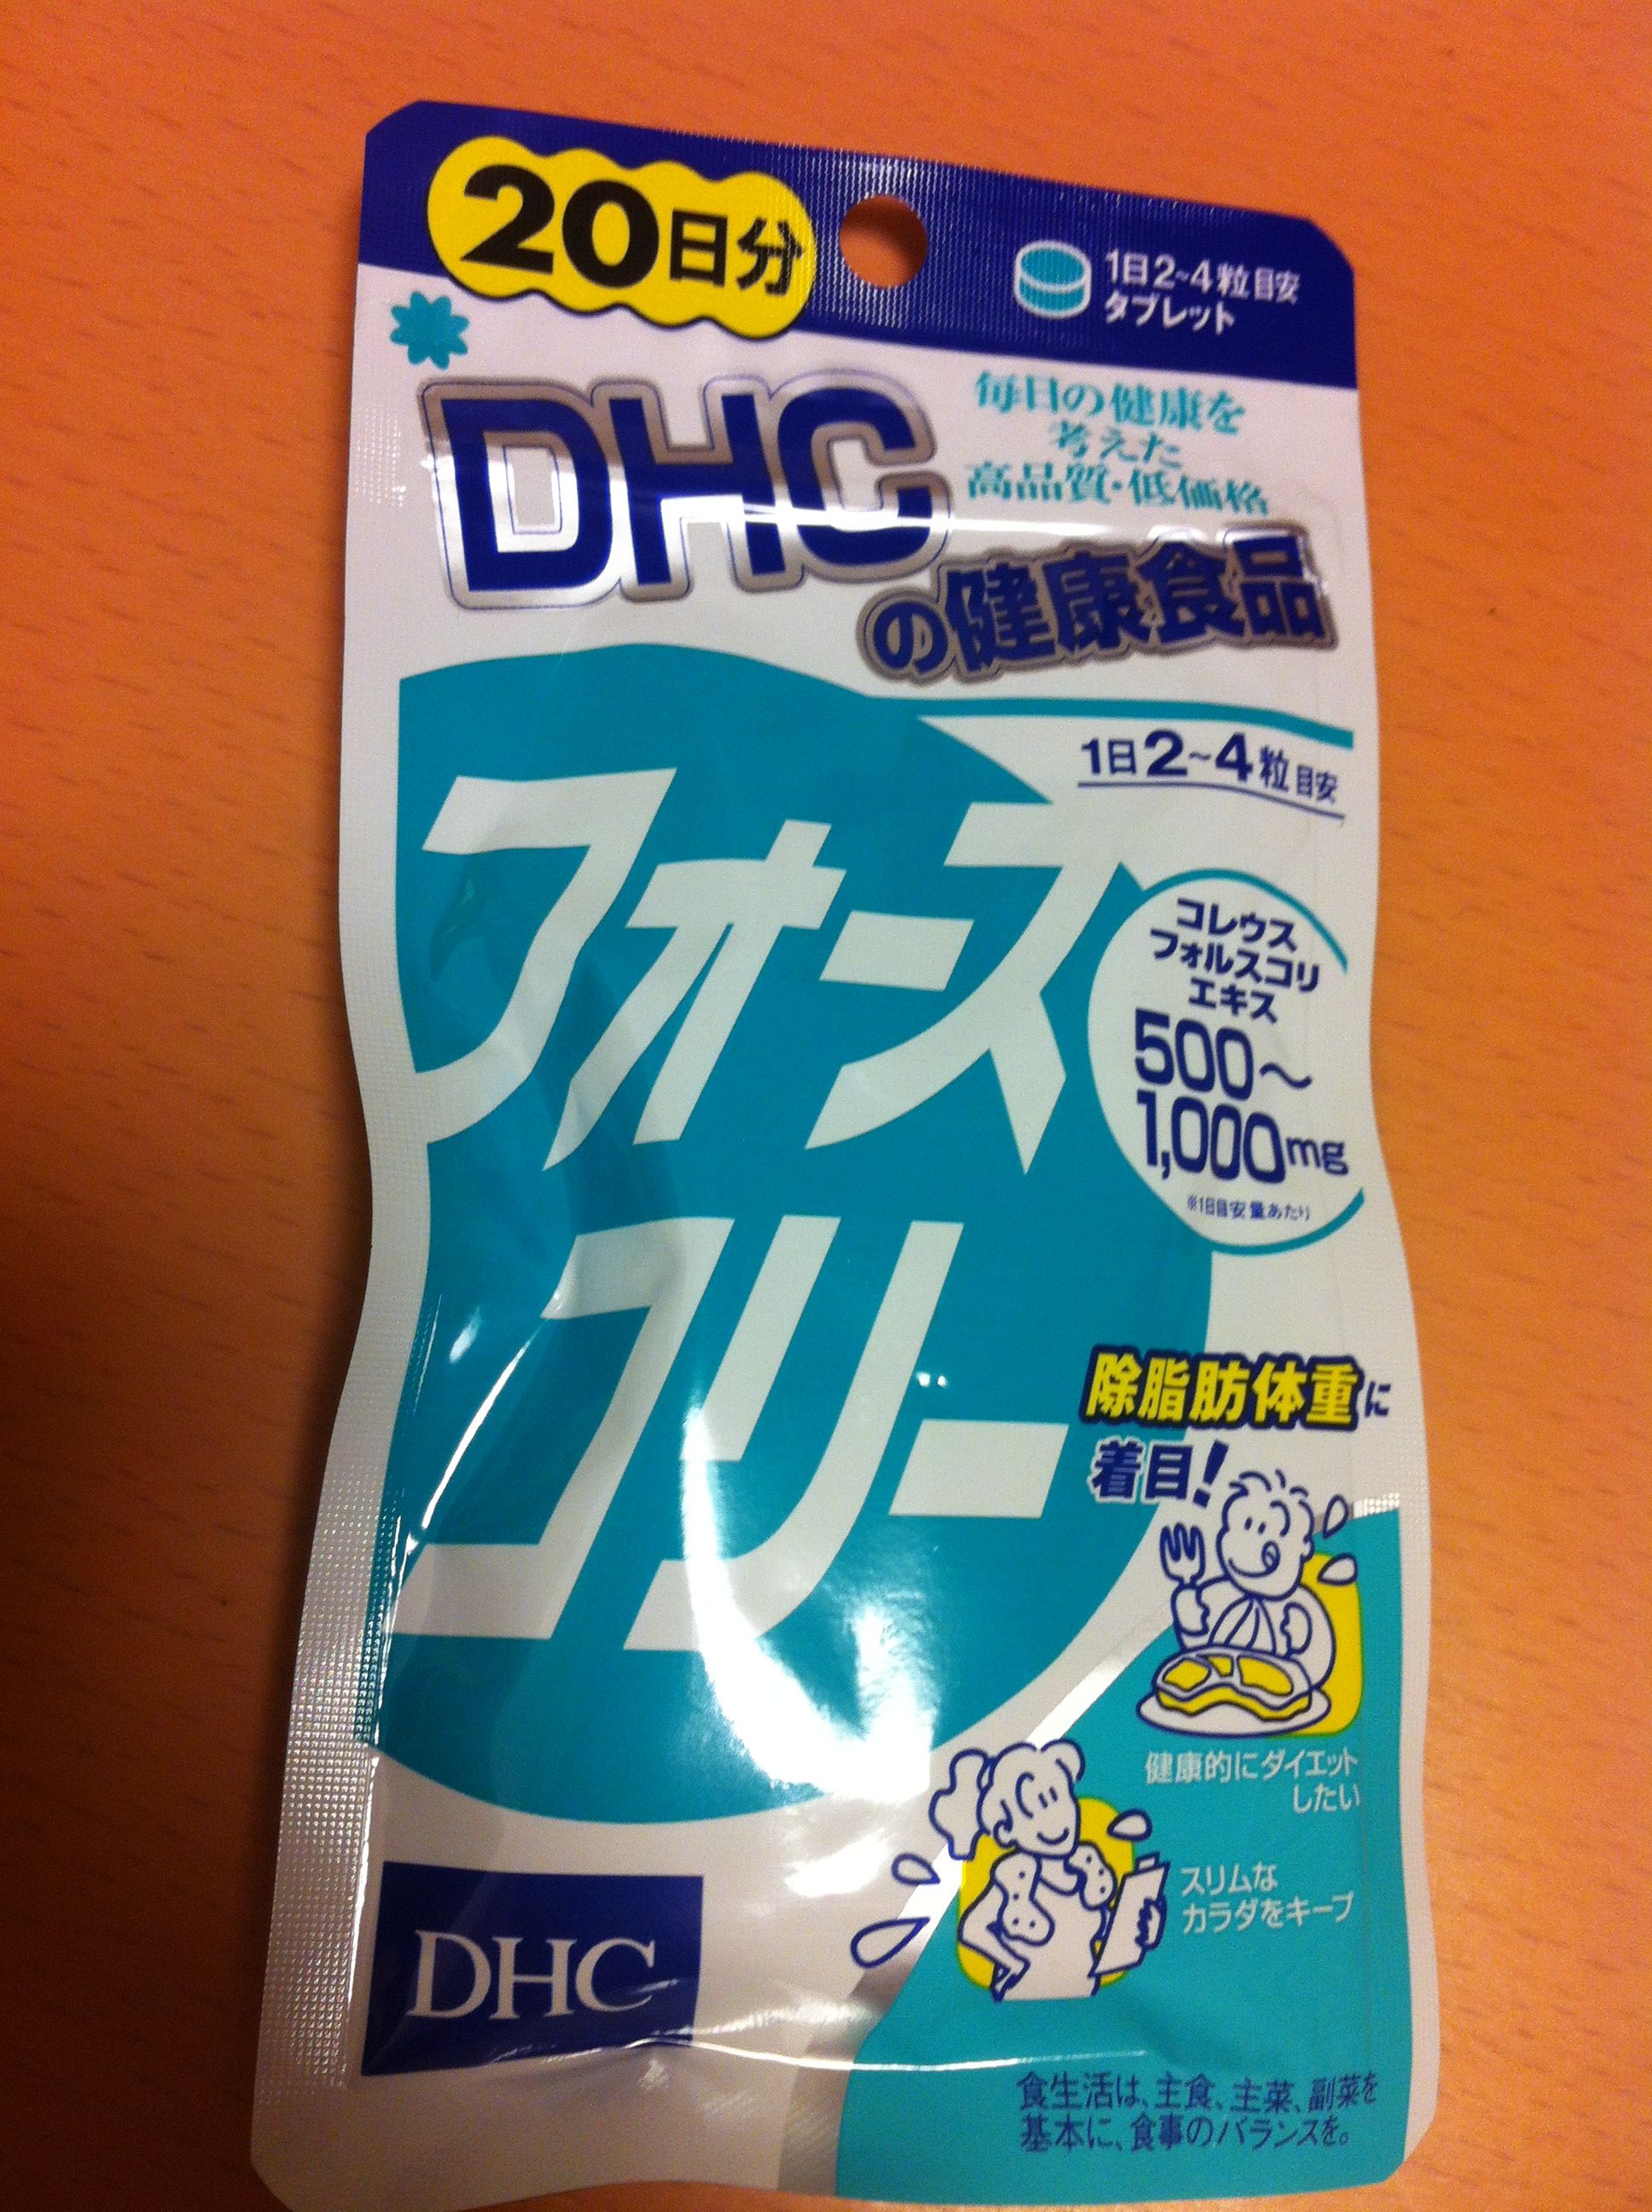 20日分
1日2~4粒目安
タブレット
DHC
毎日の健康を
考えた
高品質・低価格
の健康食品
1日2~4粒目安
フォース
コリー
コレウス
フォルスコリ
エキス
500~
1,000mg
※1日目安量あたり
除脂肪体重に
着目!
健康的にダイエット
したい
スリムな
カラダをキープ
DHC
食生活は、主食、主菜、副菜を
基本に、食事のバランスを。